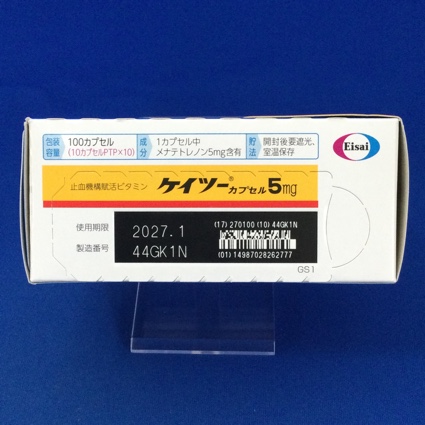 包装容量 100カプセル (10カプセルPTP×10) 成分 1カプセル中 メナテトレノン5mg含有 貯法 開封後要遮光、室温保存
Eisai
止血機構賦活ビタミン ケイツー®カプセル5mg
使用期限 2027.1
製造番号 44GK1N
(17) 270100 (10) 44GK1N
(01) 14987028262777
GS1